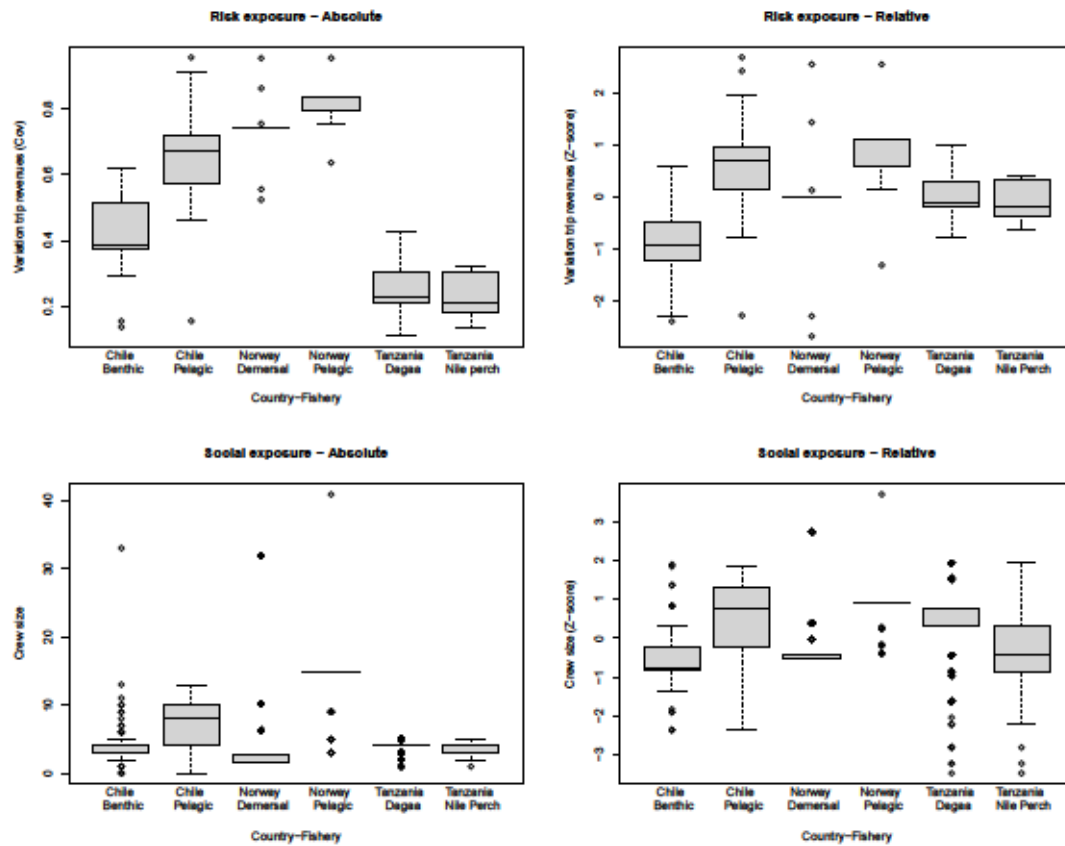 Risk exposure – Absolute
Variation trip revenues (Cov)
0.8
0.6
0.4
0.2
Chile Chile Norway Norway Tanzania Tanzania
Benthic Pelagic Demersal Pelagic Dagaa Nile perch
Country–Fishery
Risk exposure – Relative
Variation trip revenues (Z-score)
2
1
0
-1
-2
Chile Chile Norway Norway Tanzania Tanzania
Benthic Pelagic Demersal Pelagic Dagaa Nile Perch
Country–Fishery
Social exposure – Absolute
Crew size
40
30
20
10
0
Chile Chile Norway Norway Tanzania Tanzania
Benthic Pelagic Demersal Pelagic Dagaa Nile Perch
Country–Fishery
Social exposure – Relative
Crew size (Z-score)
3
2
1
0
-1
-2
-3
Chile Chile Norway Norway Tanzania Tanzania
Benthic Pelagic Demersal Pelagic Dagaa Nile Perch
Country–Fishery